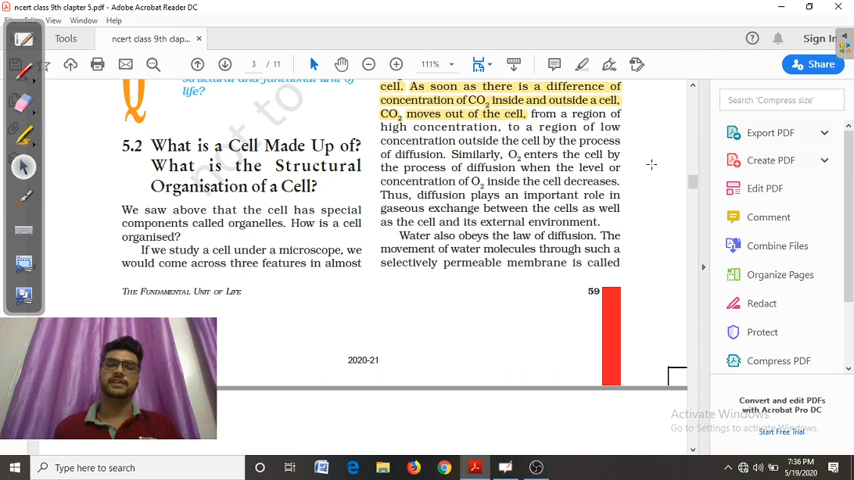 ncert class 9th chapter 5.pdf - Adobe Acrobat Reader DC
Edit View Window Help
Tools
ncert class 9th clap... ×
Sign In
3 / 11
111%
Share
structural and functional unit of
life?
Q
not to
5.2 What is a Cell Made Up of?
What is the Structural
Organisation of a Cell?
We saw above that the cell has special
components called organelles. How is a cell
organised?
If we study a cell under a microscope, we
would come across three features in almost
cell. As soon as there is a difference of
concentration of CO2 inside and outside a cell,
CO2 moves out of the cell, from a region of
high concentration, to a region of low
concentration outside the cell by the process
of diffusion. Similarly, O2 enters the cell by
the process of diffusion when the level or
concentration of O2 inside the cell decreases.
Thus, diffusion plays an important role in
gaseous exchange between the cells as well
as the cell and its external environment.
Water also obeys the law of diffusion. The
movement of water molecules through such a
selectively permeable membrane is called
THE FUNDAMENTAL UNIT OF LIFE
59
2020-21
Search 'Compress size'
Export PDF
Create PDF
Edit PDF
Comment
Combine Files
Organize Pages
Redact
Protect
Compress PDF
Convert and edit PDFs
with Acrobat Pro DC
Start Free Trial
Activate Windows
Go to Settings to activate Windows.
Type here to search
7:36 PM
5/19/2020